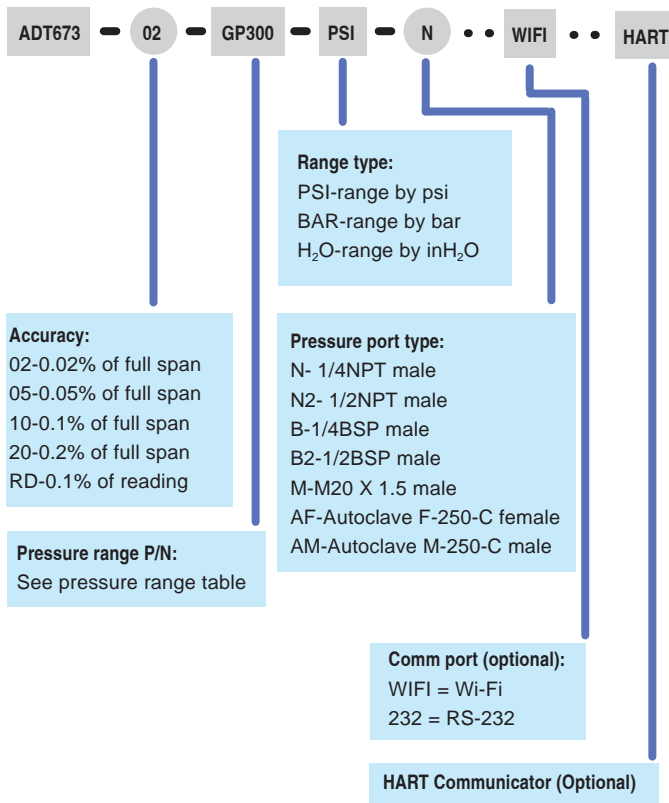 ADT673 - 02 - GP300 - PSI - N · · WIFI · · HART
Range type:
PSI-range by psi
BAR-range by bar
H₂O-range by inH₂O
Accuracy:
02-0.02% of full span
05-0.05% of full span
10-0.1% of full span
20-0.2% of full span
RD-0.1% of reading
Pressure port type:
N- 1/4NPT male
N2- 1/2NPT male
B-1/4BSP male
B2-1/2BSP male
M-M20 X 1.5 male
AF-Autoclave F-250-C female
AM-Autoclave M-250-C male
Pressure range P/N:
See pressure range table
Comm port (optional):
WIFI = Wi-Fi
232 = RS-232
HART Communicator (Optional)